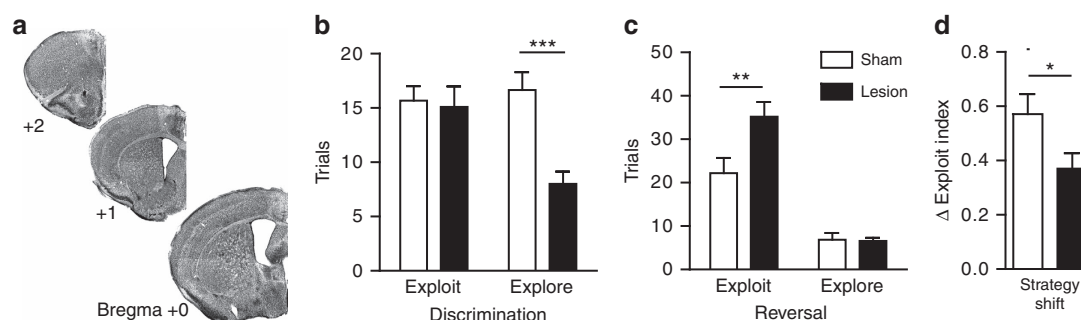 a
+2
+1
Bregma +0
b
20
15
10
5
0
Trials
***
Exploit
Explore
Discrimination
c
50
40
30
20
10
0
Trials
**
Exploit
Explore
Reversal
Sham
Lesion
d
0.8
0.6
0.4
0.2
0.0
Δ Exploit index
*
Strategy
shift